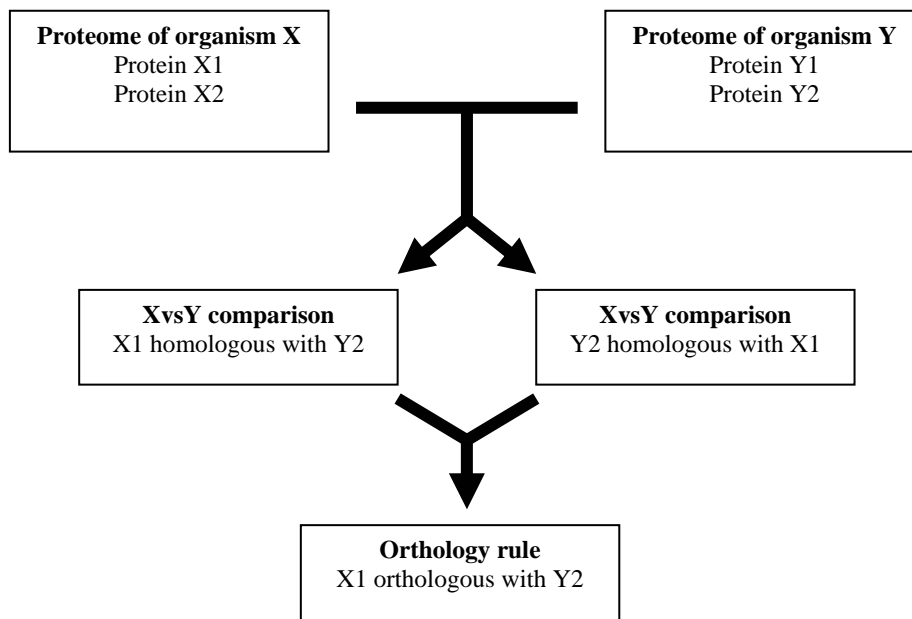 Proteome of organism X
Protein X1
Protein X2
Proteome of organism Y
Protein Y1
Protein Y2
XvsY comparison
X1 homologous with Y2
XvsY comparison
Y2 homologous with X1
Orthology rule
X1 orthologous with Y2